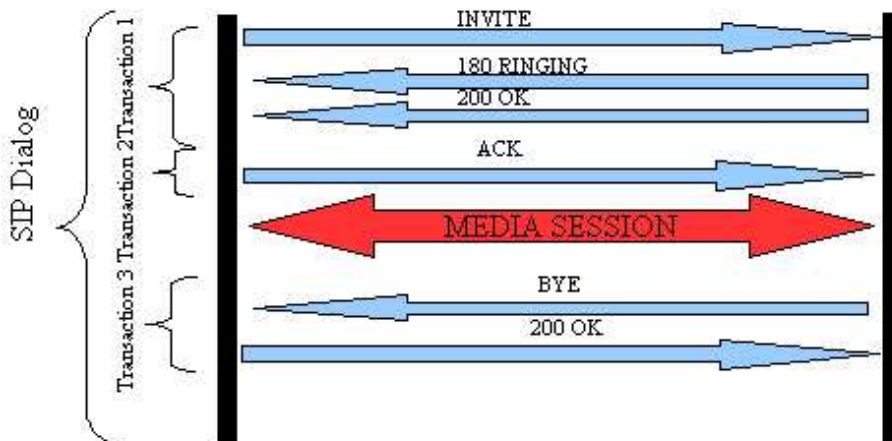 INVITE
180 RINGING
200 OK
ACK
MEDIA SESSION
BYE
200 OK
SIP Dialog
Transaction 1
Transaction 2
Transaction 3